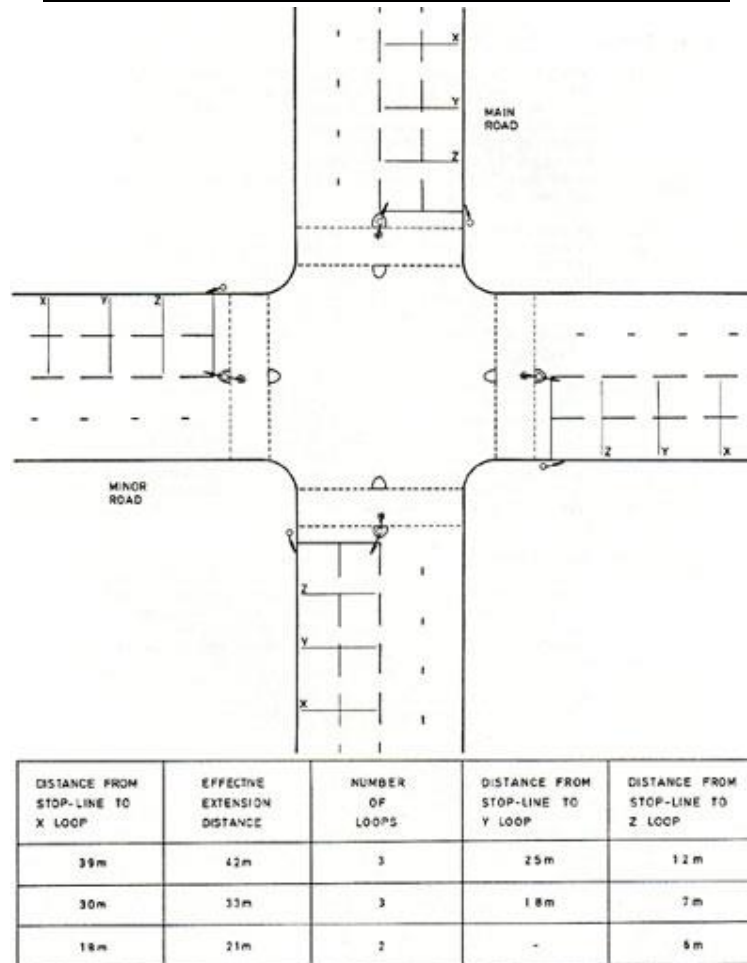 X
Y
MAIN
ROAD
Z
X Y Z
Z Y X
MINOR
ROAD
Z
Y
X
DISTANCE FROM
STOP-LINE TO
X LOOP
EFFECTIVE
EXTENSION
DISTANCE
NUMBER
OF
LOOPS
DISTANCE FROM
STOP-LINE TO
Y LOOP
DISTANCE FROM
STOP-LINE TO
Z LOOP
39m 42m 3 25m 12m
30m 33m 3 18m 7m
18m 21m 2 - 5m